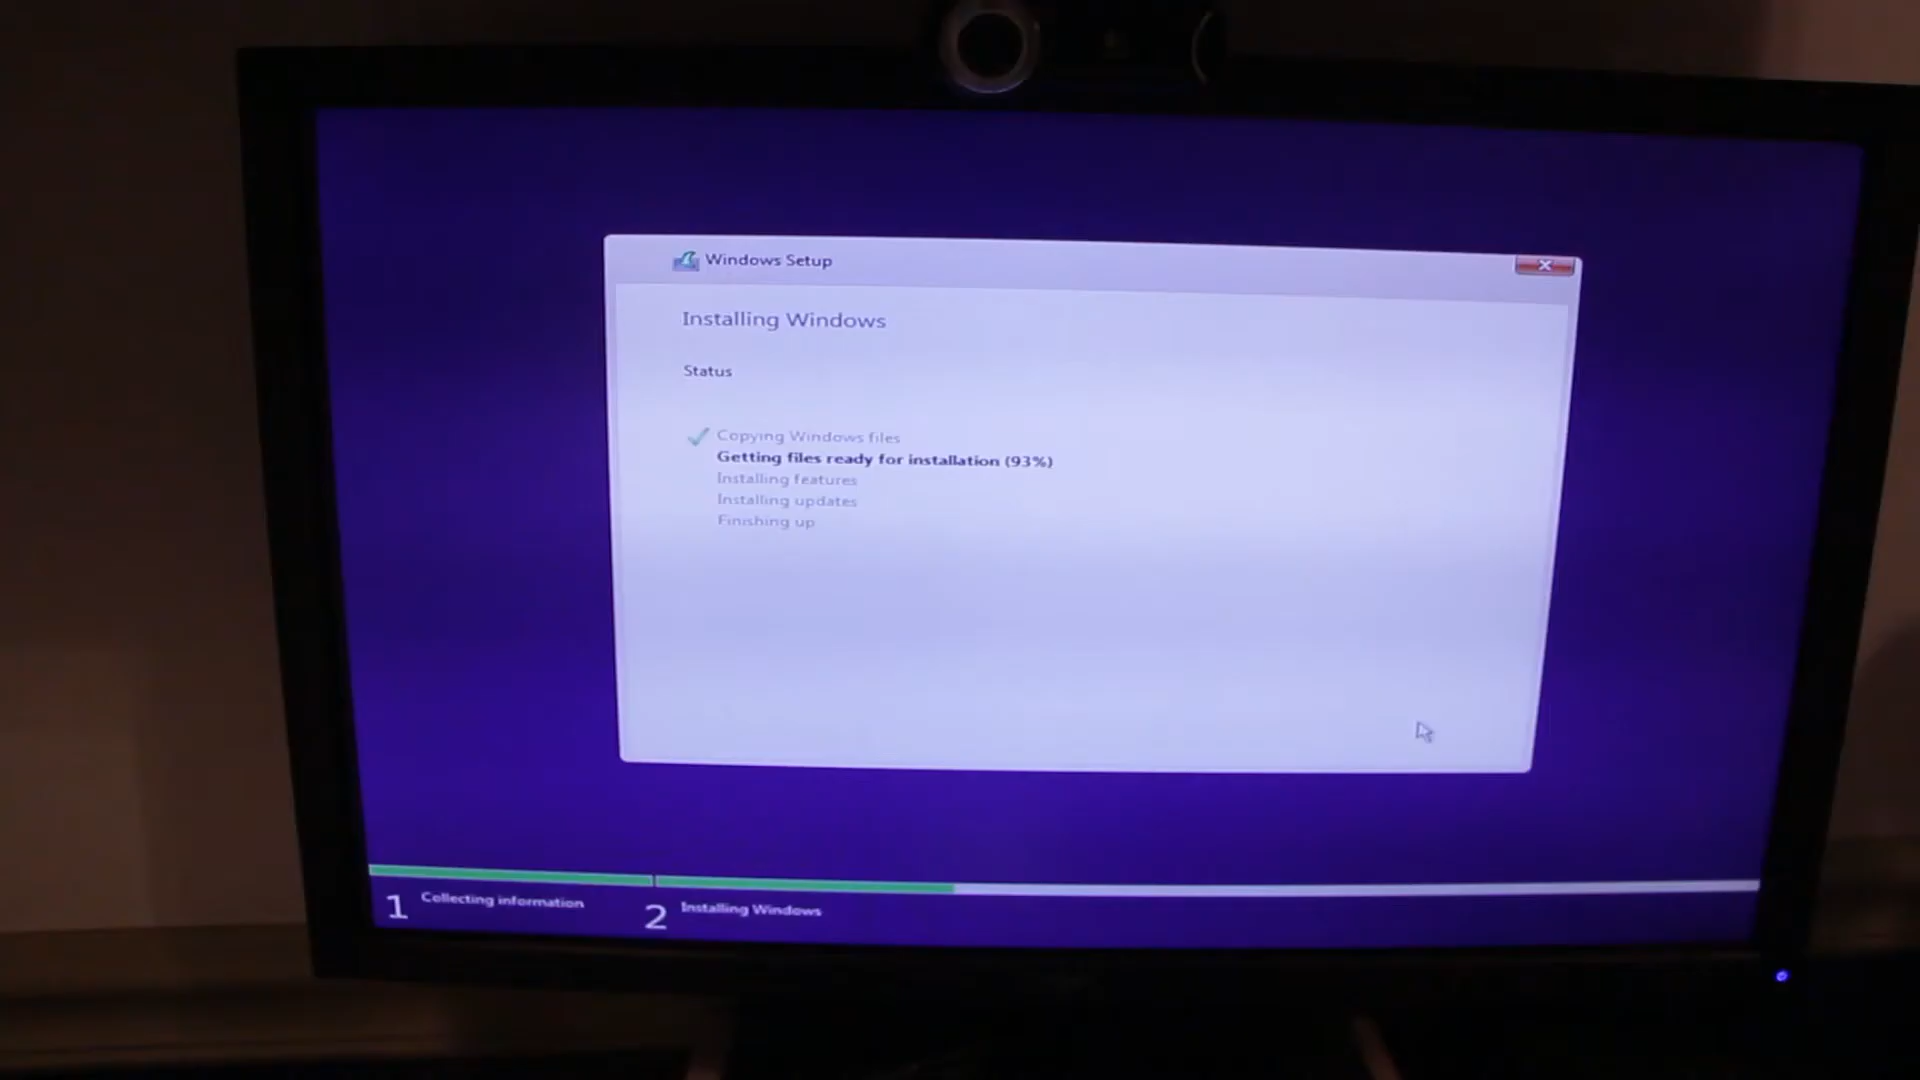 Windows Setup
Installing Windows
Status
Copying Windows files
Getting files ready for installation (93%)
Installing features
Installing updates
Finishing up
1 Collecting information
2 Installing Windows